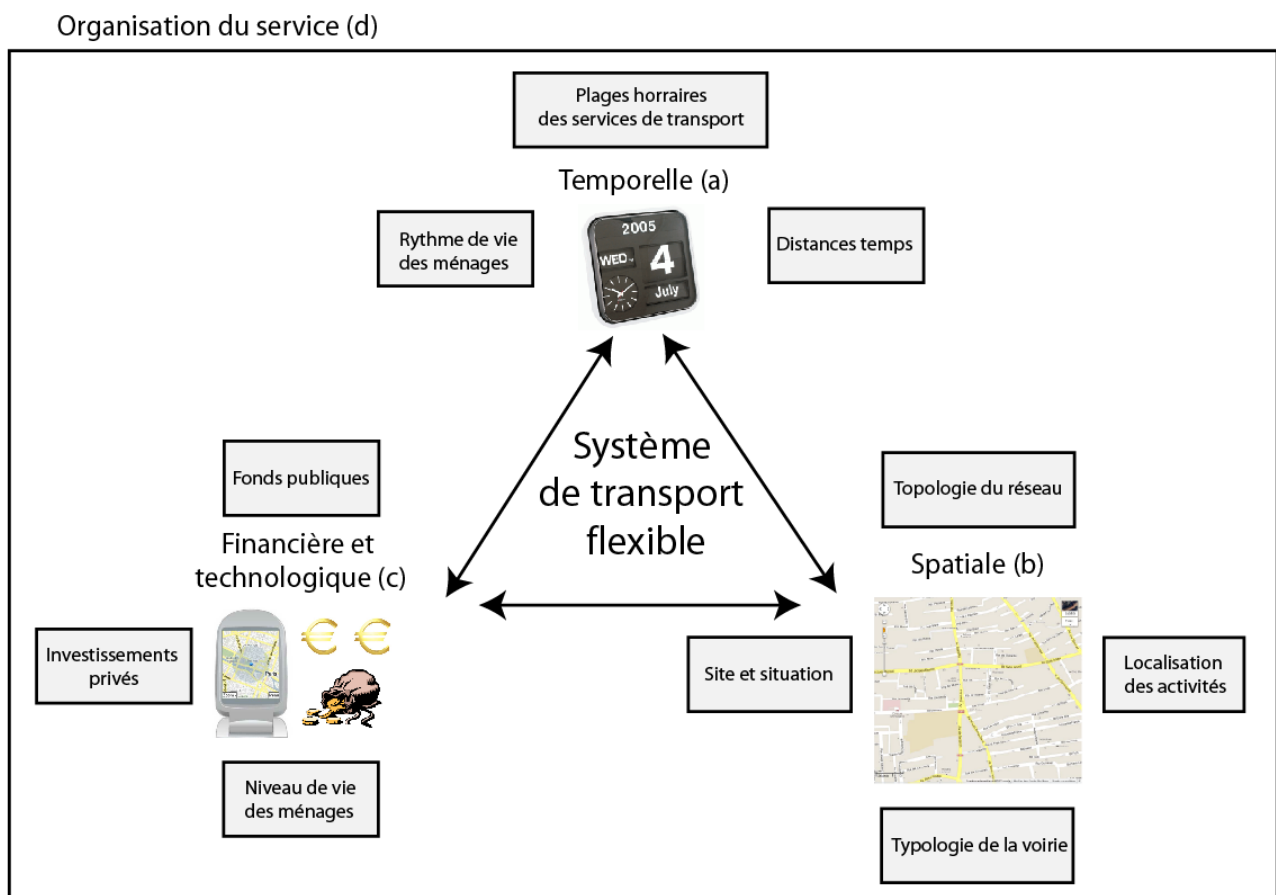 Organisation du service (d)
Plages horraires
des services de transport
Temporelle (a)
Rythme de vie
des ménages
2005
WED
4
July
Distances temps
Système
de transport
flexible
Fonds publiques
Financière et
technologique (c)
Investissements
privés
Niveau de vie
des ménages
Topologie du réseau
Spatiale (b)
Site et situation
Localisation
des activités
Typologie de la voirie